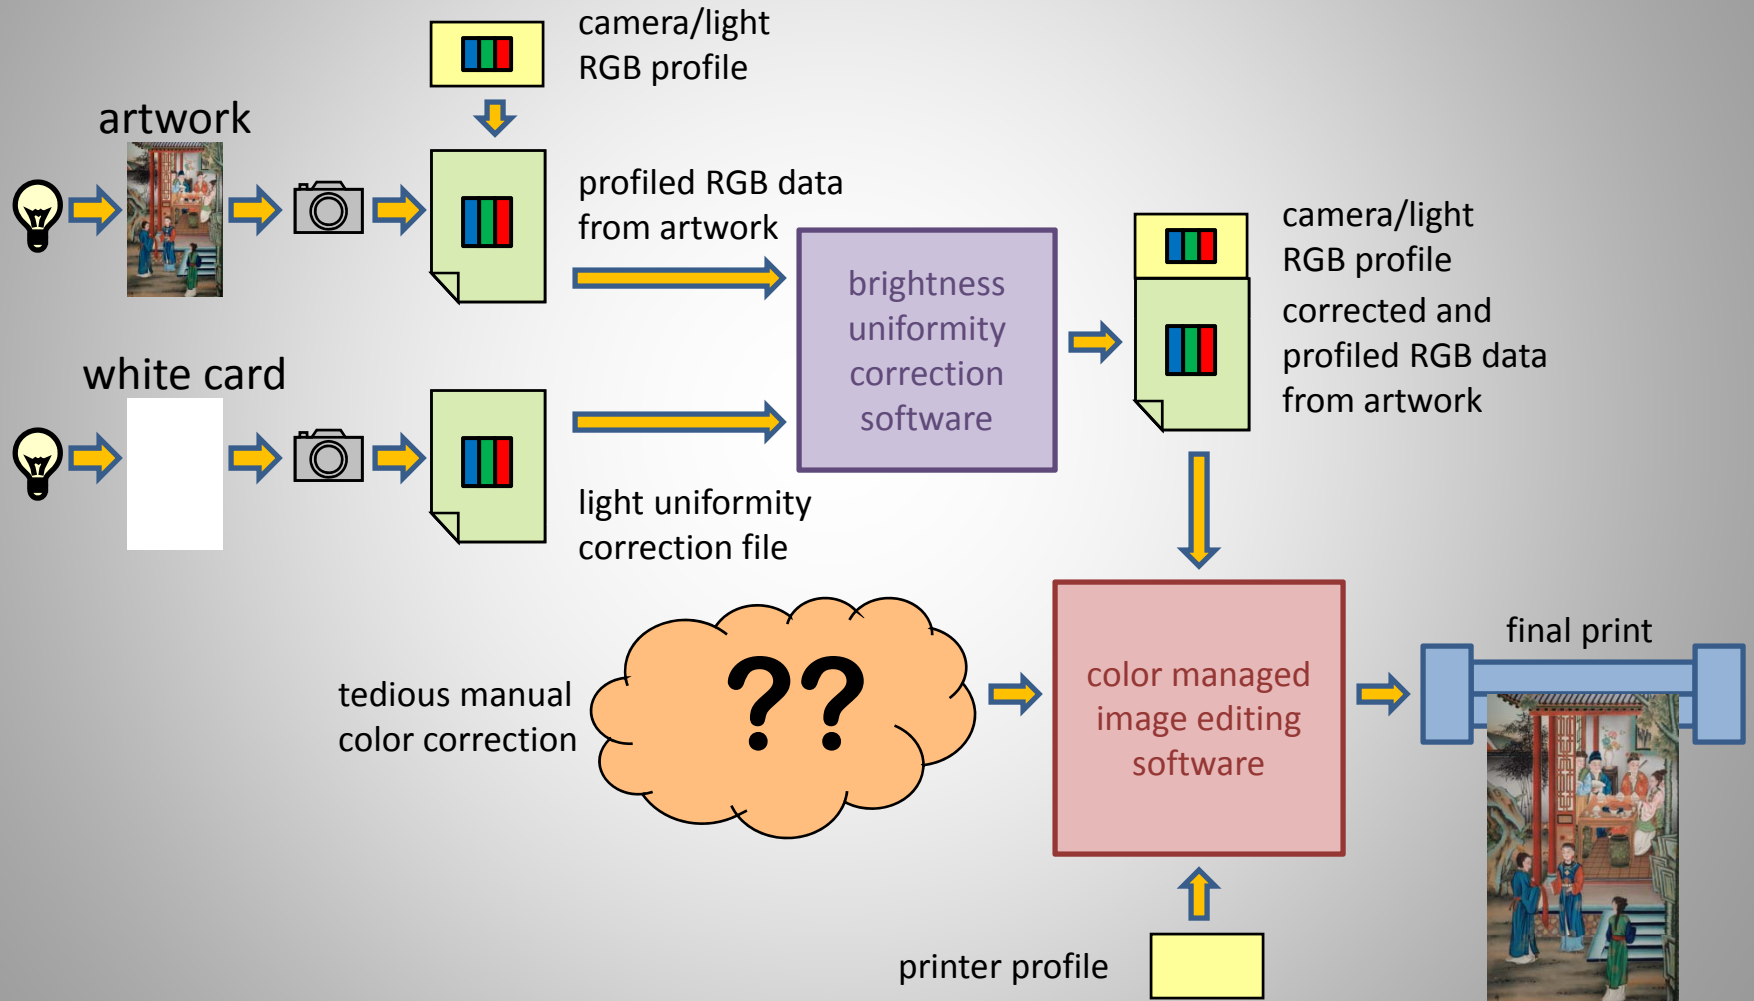 camera/light
RGB profile
artwork
profiled RGB data
from artwork
white card
light uniformity
correction file
brightness
uniformity
correction
software
camera/light
RGB profile
corrected and
profiled RGB data
from artwork
tedious manual
color correction
??
color managed
image editing
software
final print
printer profile